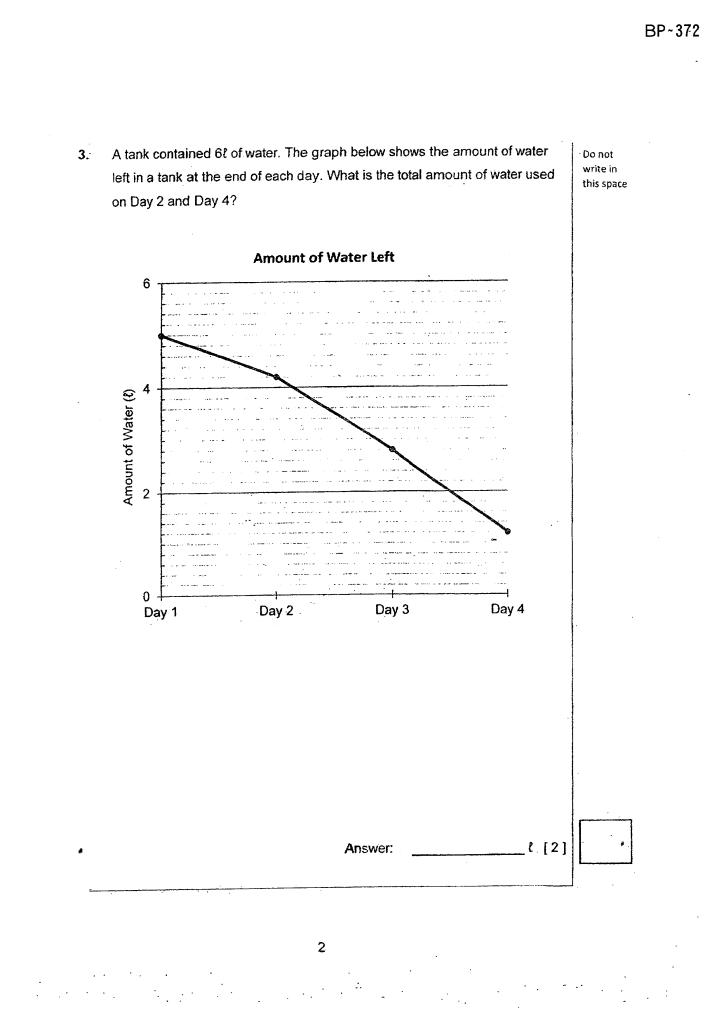 BP-372
3. A tank contained 6ℓ of water. The graph below shows the amount of water
left in a tank at the end of each day. What is the total amount of water used
on Day 2 and Day 4?
Do not
write in
this space
Amount of Water Left
Amount of Water (ℓ)
6
4
2
0
Day 1 Day 2 Day 3 Day 4
Answer: ____________ ℓ [2]
2